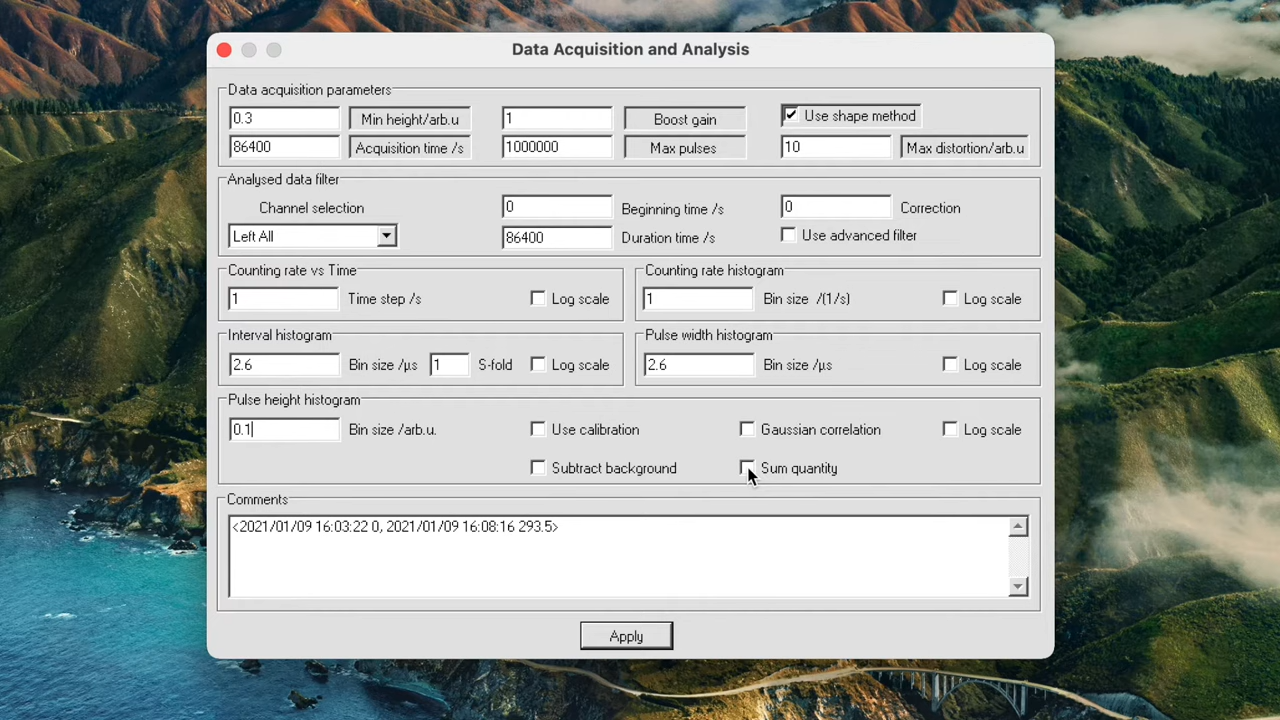 Data Acquisition and Analysis
Data acquisition parameters
0.3 Min height/arb.u 1 Boost gain Use shape method
86400 Acquisition time /s 1000000 Max pulses 10 Max distortion/arb.u
Analysed data filter
Channel selection 0 Beginning time /s 0 Correction
Left All 86400 Duration time /s Use advanced filter
Counting rate vs Time Counting rate histogram
1 Time step /s Log scale 1 Bin size /(1/s) Log scale
Interval histogram Pulse width histogram
2.6 Bin size /µs 1 S-fold Log scale 2.6 Bin size /µs Log scale
Pulse height histogram
0.1 Bin size /arb.u. Use calibration Gaussian correlation Log scale
Subtract background Sum quantity
Comments
<2021/01/09 16:03:22 0, 2021/01/09 16:08:16 293.5>
Apply